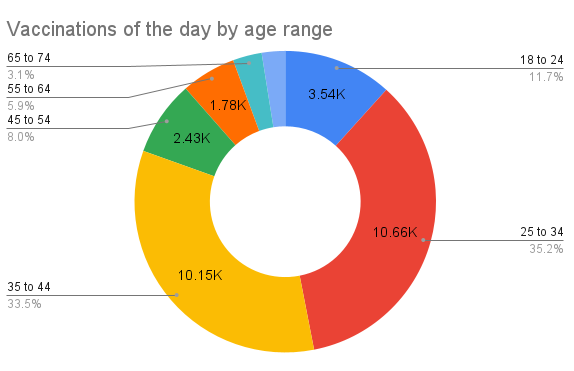 Vaccinations of the day by age range
65 to 74
3.1%
55 to 64
5.9%
45 to 54
8.0%
35 to 44
33.5%
18 to 24
11.7%
25 to 34
35.2%
3.54K
10.66K
10.15K
2.43K
1.78K